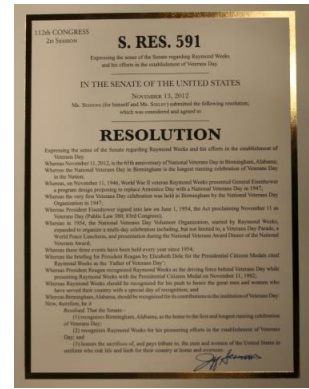 112th CONGRESS
2D SESSION
S. RES. 591
Expressing the sense of the Senate regarding Raymond Weeks
and his efforts in the establishment of Veterans Day.
IN THE SENATE OF THE UNITED STATES
NOVEMBER 13, 2012
Mr. SESSIONS (for himself and Mr. SHELBY) submitted the following resolution;
which was considered and agreed to
RESOLUTION
Expressing the sense of the Senate regarding Raymond Weeks and his efforts in the establishment of
Veterans Day.
Whereas November 11, 2012, is the 65th anniversary of National Veterans Day in Birmingham, Alabama;
Whereas the National Veterans Day in Birmingham is the longest running celebration of Veterans Day
in the Nation;
Whereas, on November 11, 1946, World War II veteran Raymond Weeks presented General Eisenhower
a program design proposing to replace Armistice Day with a National Veterans Day in 1947;
Whereas the very first Veterans Day celebration was held in Birmingham by the National Veterans Day
Organization in 1947;
Whereas President Eisenhower signed into law on June 1, 1954, the Act proclaiming November 11 as
Veterans Day (Public Law 380; 83rd Congress);
Whereas in 1954, the National Veterans Day Volunteer Organization, started by Raymond Weeks,
expanded to organize a multi-day celebration including, but not limited to, a Veterans Day Parade, a
World Peace Luncheon, and presentation during the National Veterans Award Dinner of the National
Veterans Award;
Whereas these three events have been held every year since 1954;
Whereas the briefing for President Reagan by Elizabeth Dole for the Presidential Citizens Medal cited
Raymond Weeks as the 'Father of Veterans Day';
Whereas President Reagan recognized Raymond Weeks as the driving force behind Veterans Day while
presenting Raymond Weeks with the Presidential Citizens Medal on November 11, 1982;
Whereas Raymond Weeks should be recognized for his push to honor the great men and women who
have served their country with a special day of recognition; and
Whereas Birmingham, Alabama, should be recognized for its contributions to the institution of Veterans Day:
Now, therefore, be it
Resolved, That the Senate--
(1) recognizes Birmingham, Alabama, as the home to the first and longest running celebration
of Veterans Day;
(2) recognizes Raymond Weeks for his pioneering efforts in the establishment of Veterans
Day; and
(3) honors the sacrifices of, and pays tribute to, the men and women of the United States in
uniform who risk life and limb for their country at home and overseas.